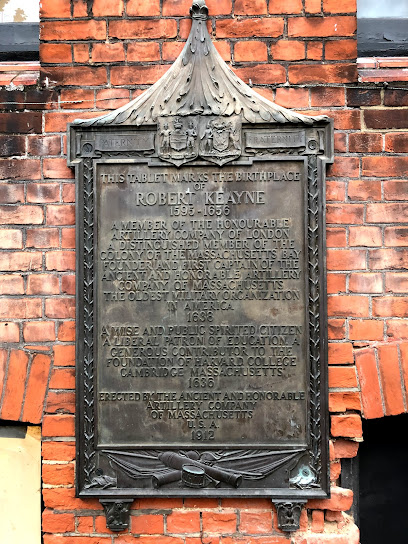 THIS TABLET MARKS THE BIRTHPLACE
OF
ROBERT KEAYNE
1595-1656
A MEMBER OF THE HONOURABLE
ARTILLERY COMPANY OF LONDON
A DISTINGUISHED MEMBER OF THE
COLONY OF THE MASSACHUSETTS BAY
FOUNDER AND FIRST CAPTAIN OF THE
ANCIENT AND HONORABLE ARTILLERY
COMPANY OF MASSACHUSETTS
THE OLDEST MILITARY ORGANIZATION
IN AMERICA
1638
A WISE AND PUBLIC SPIRITED CITIZEN
A LIBERAL PATRON OF EDUCATION, A
GENEROUS CONTRIBUTOR TO THE
FOUNDATION OF HARVARD COLLEGE
CAMBRIDGE MASSACHUSETTS
1636
ERECTED BY THE ANCIENT AND HONORABLE
ARTILLERY COMPANY
OF MASSACHUSETTS
U.S.A.
1912